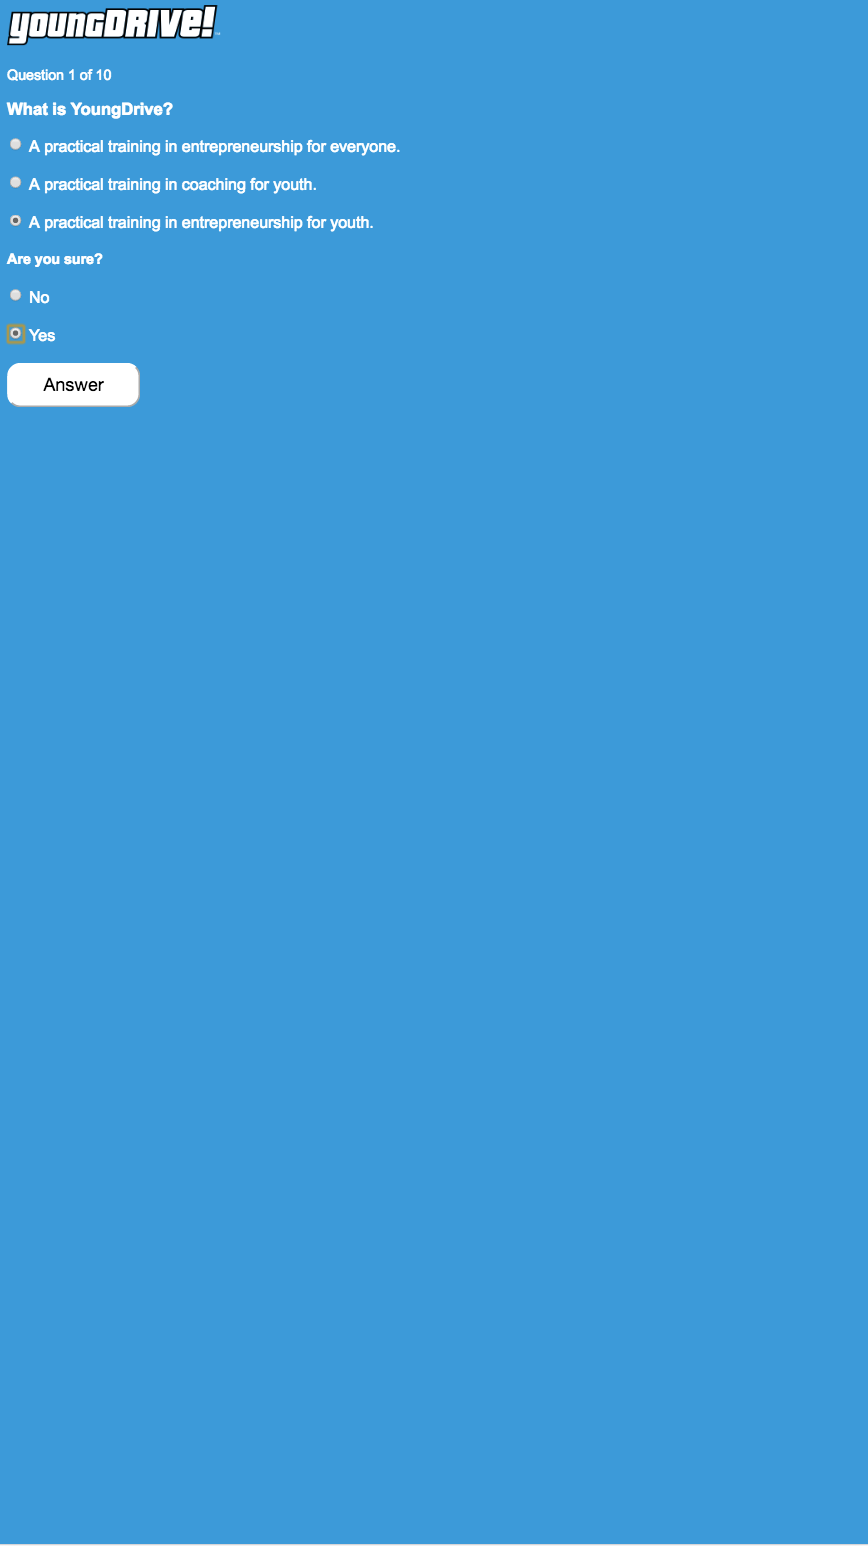 youngDRIVE!
Question 1 of 10
What is YoungDrive?
A practical training in entrepreneurship for everyone.
A practical training in coaching for youth.
A practical training in entrepreneurship for youth.
Are you sure?
No
Yes
Answer